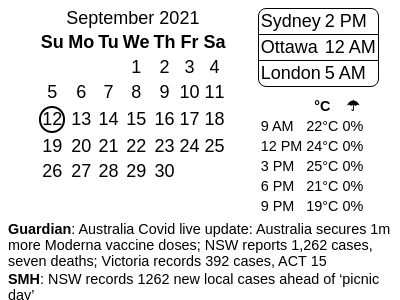 September 2021
Su Mo Tu We Th Fr Sa
1 2 3 4
5 6 7 8 9 10 11
12 13 14 15 16 17 18
19 20 21 22 23 24 25
26 27 28 29 30
Sydney 2 PM
Ottawa 12 AM
London 5 AM
°C ☂
9 AM 22°C 0%
12 PM 24°C 0%
3 PM 25°C 0%
6 PM 21°C 0%
9 PM 19°C 0%
Guardian: Australia Covid live update: Australia secures 1m
more Moderna vaccine doses; NSW reports 1,262 cases,
seven deaths; Victoria records 392 cases, ACT 15
SMH: NSW records 1262 new local cases ahead of ‘picnic
day’